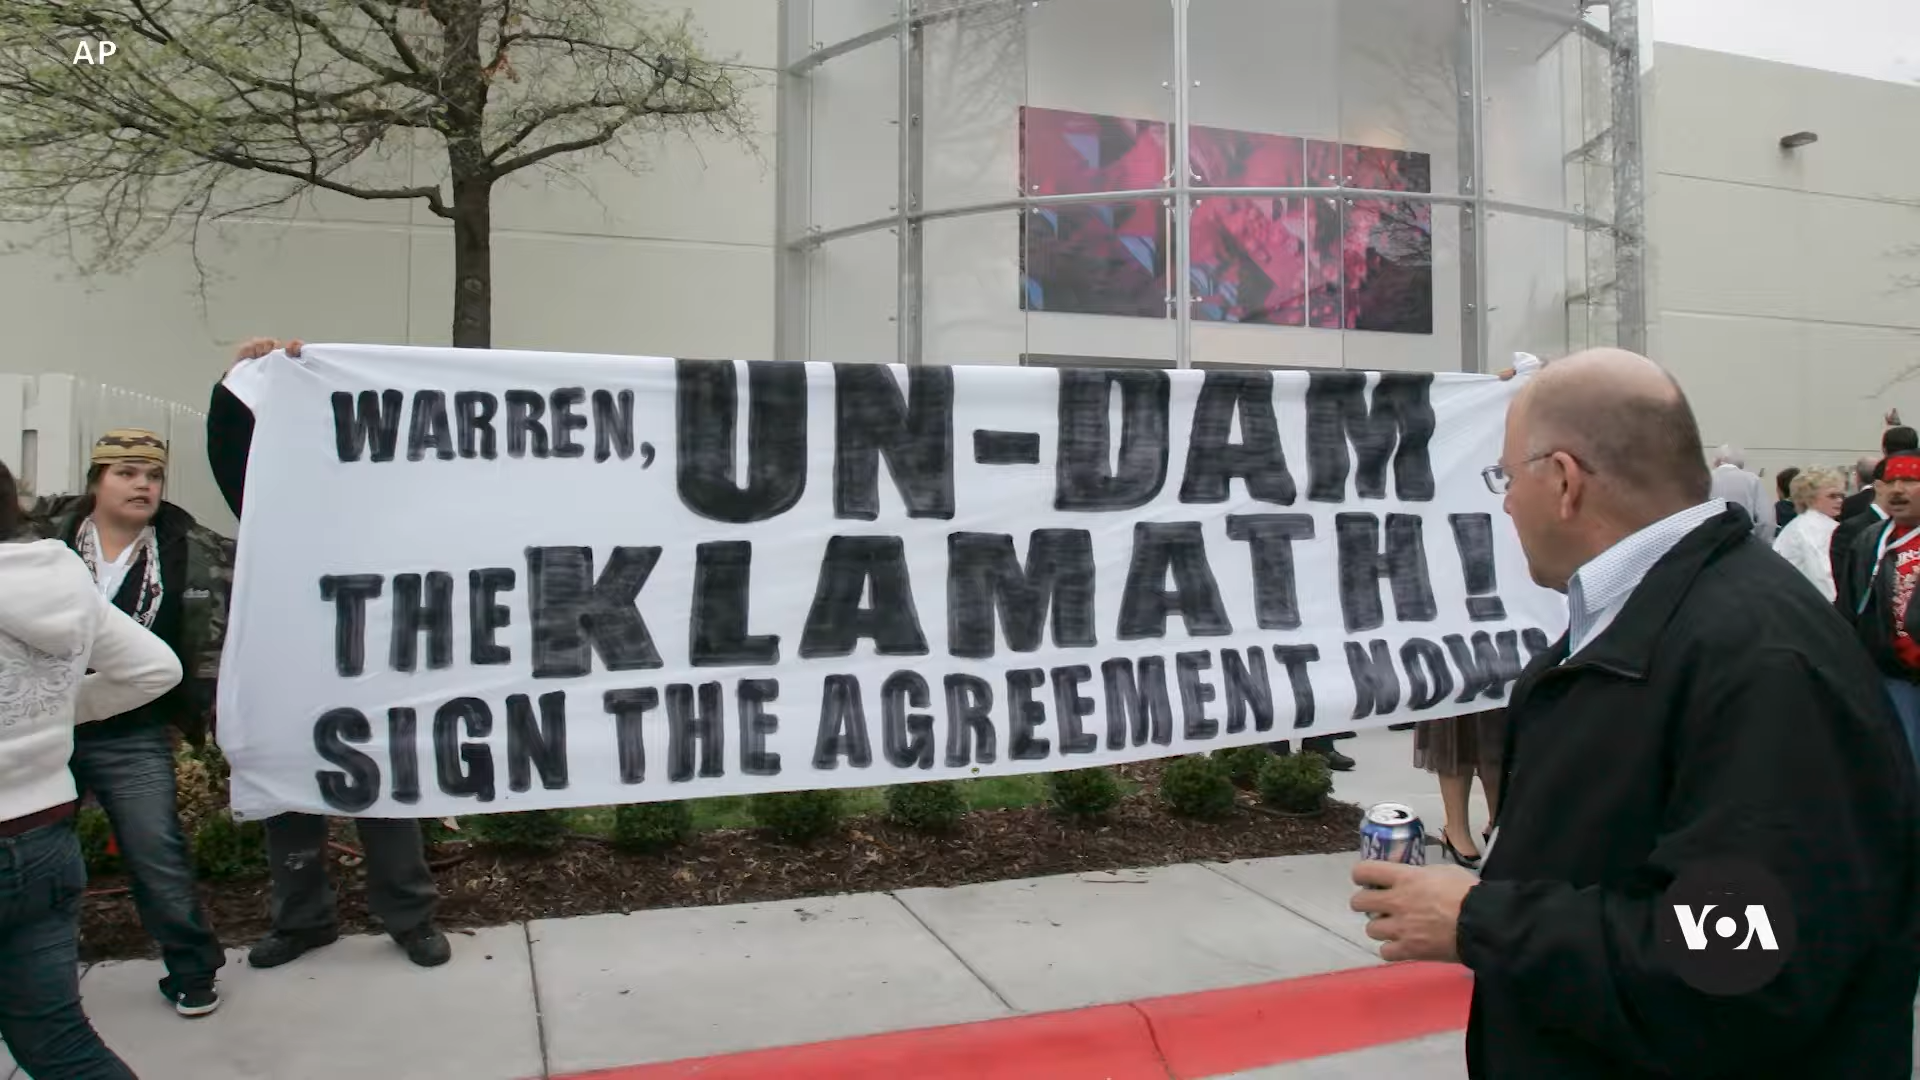 AP
WARREN, UN-DAM
THE KLAMATH!
SIGN THE AGREEMENT NOW!
VOA